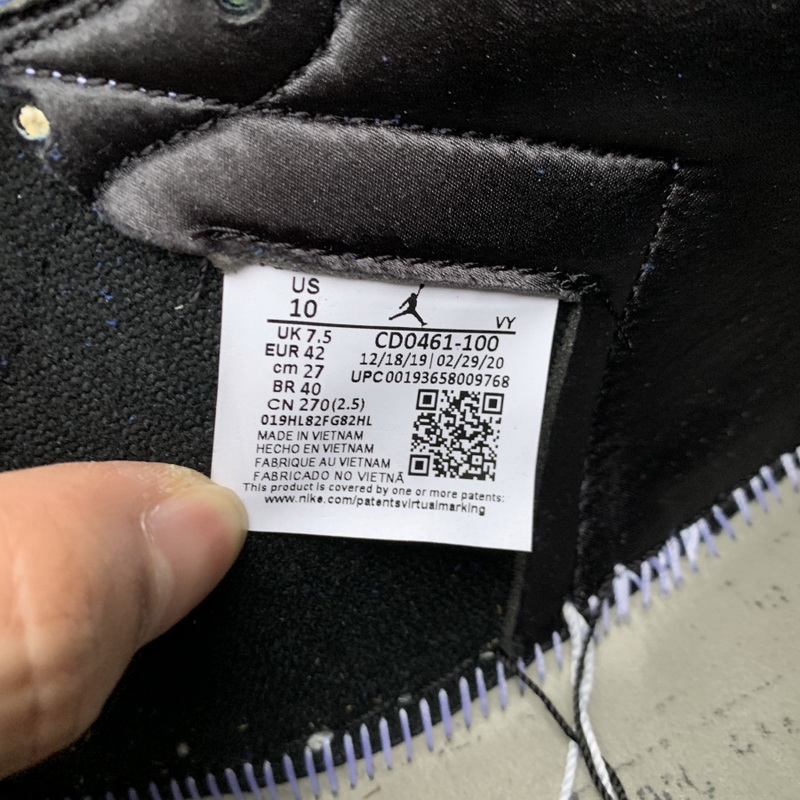 US
10
VY
UK 7.5
EUR 42
cm 27
BR 40
CN 270(2.5)
CD0461-100
12/18/19|02/29/20
UPC00193658009768
019HL82FG82HL
MADE IN VIETNAM
HECHO EN VIETNAM
FABRIQUE AU VIETNAM
FABRICADO NO VIETNÃ
This product is covered by one or more patents:
www.nike.com/patentsvirtualmarking